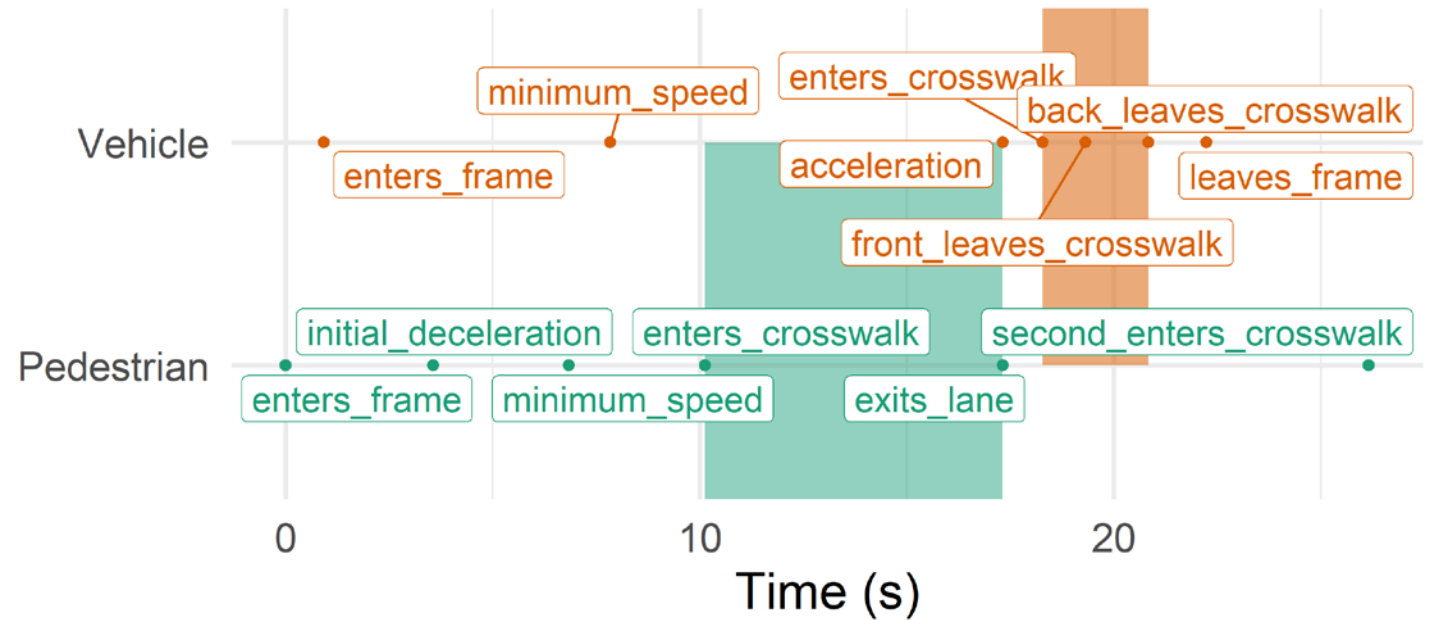 enters_crosswalk
minimum_speed
back_leaves_crosswalk
Vehicle
acceleration
enters_frame
leaves_frame
front_leaves_crosswalk
initial_deceleration
enters_crosswalk
second_enters_crosswalk
Pedestrian
enters_frame
minimum_speed
exits_lane
0
10
20
Time (s)